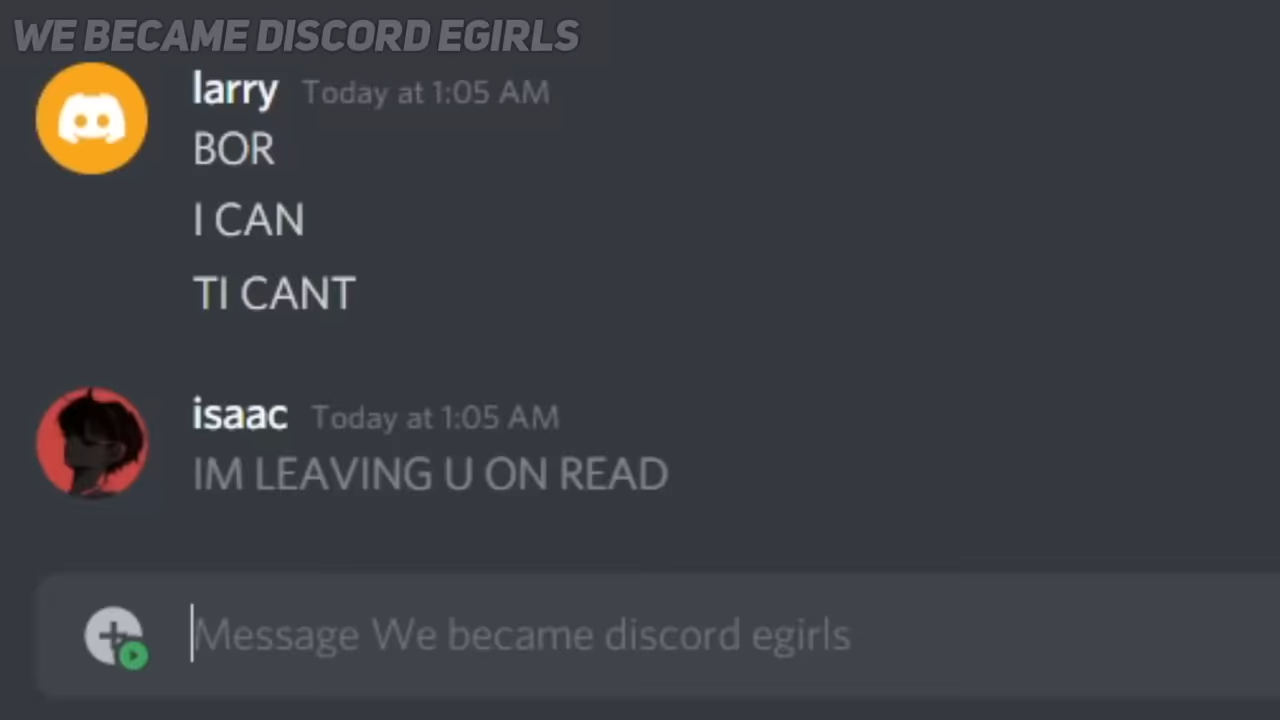 WE BECAME DISCORD EGIRLS
larry Today at 1:05 AM
BOR
I CAN
TI CANT
isaac Today at 1:05 AM
IM LEAVING U ON READ
Message We became discord egirls